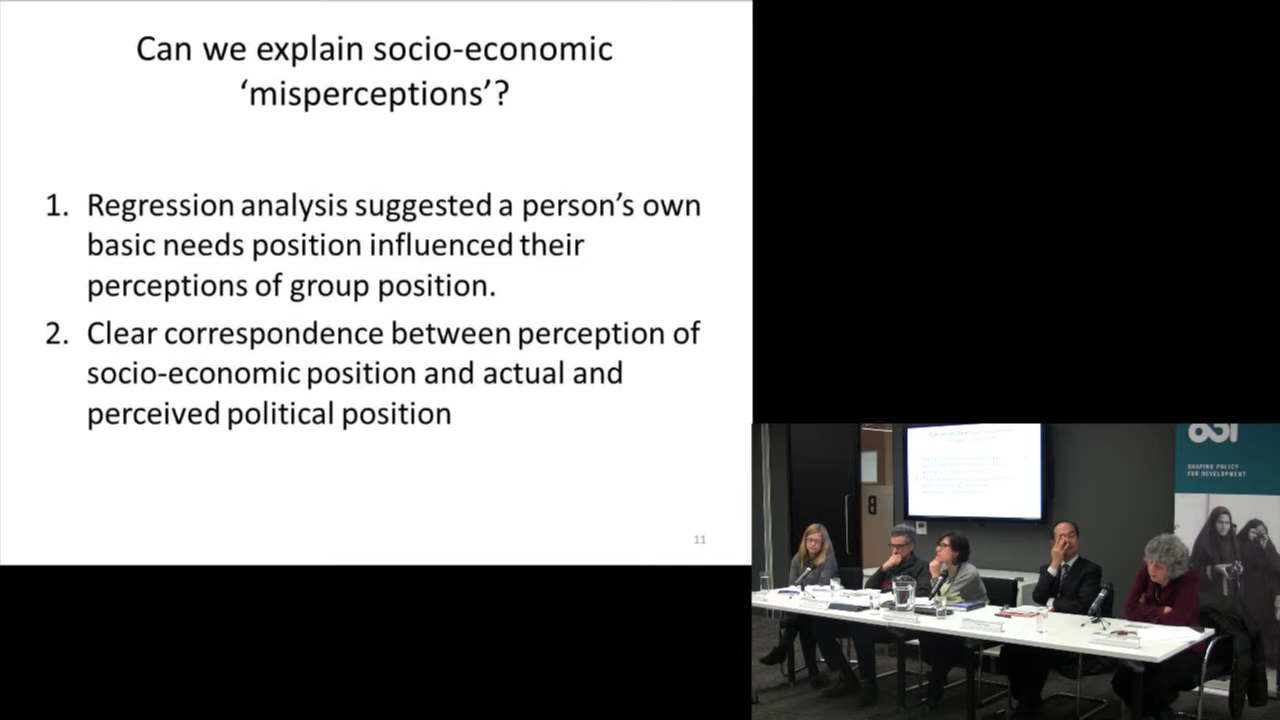 Can we explain socio-economic
‘misperceptions’?
1. Regression analysis suggested a person’s own
basic needs position influenced their
perceptions of group position.
2. Clear correspondence between perception of
socio-economic position and actual and
perceived political position
11
8
SHAPING POLICY
FOR DEVELOPMENT